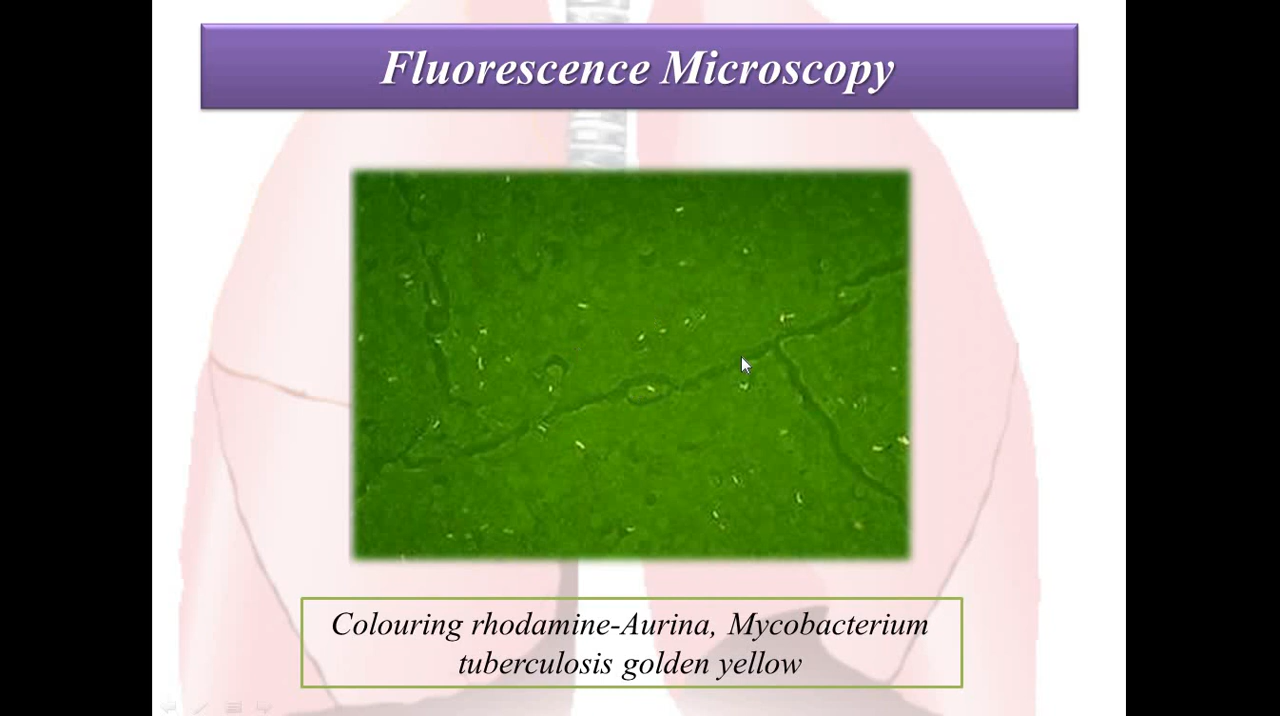 Fluorescence Microscopy
Colouring rhodamine-Aurina, Mycobacterium
tuberculosis golden yellow